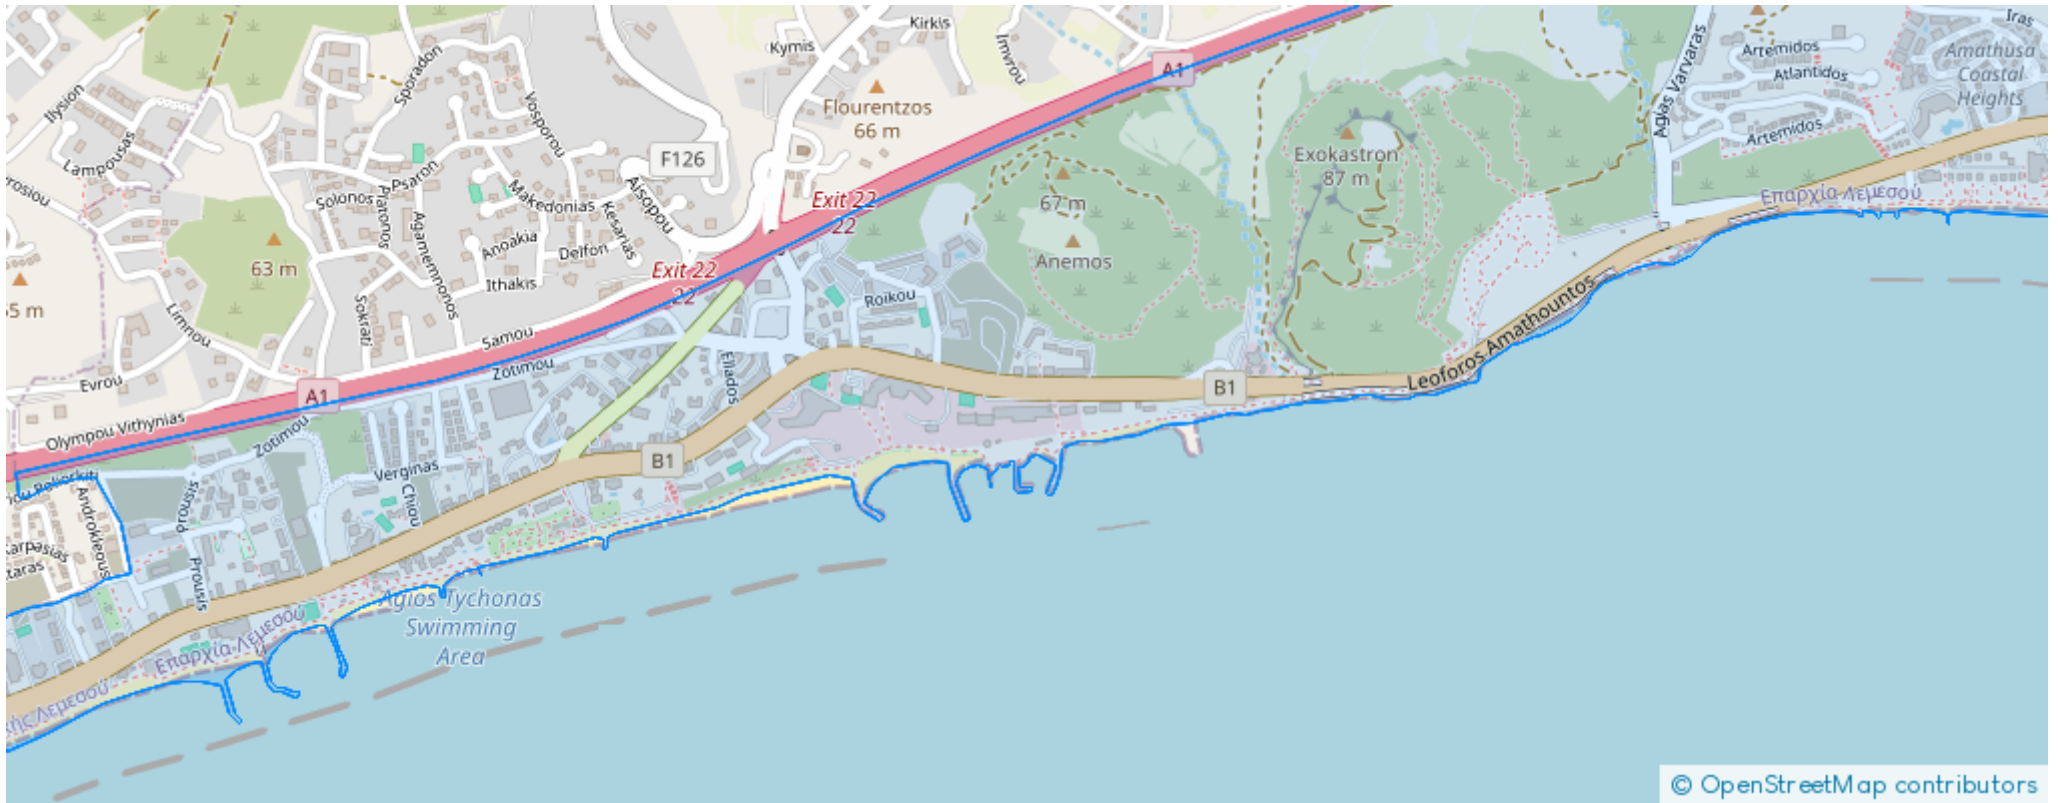 Kirkis
Kymis
Imvrou
Iras
Artemidos
Atlantidos
Amathusa
Coastal
Heights
Artemidos
Agias Varvaras
A1
Sporadon
Vosporou
Ilysion
Lampousas
Flourentzos
66 m
F126
Exokastron
87 m
Psaron
Solonos
Platonos
Makedonias
Aisopou
Kesarias
Agamemnonos
Exit 22
22
67 m
Επαρχία Λεμεσού
Anoakia
Delfon
Ithakis
63 m
Anemos
Exit 22
22
Roikou
Sokrati
Limnou
Samou
Zotimou
Eliados
Leoforos Amathountos
Evrou
A1
B1
Olympou Vithynias
Zotimou
B1
Verginas
Chiou
Prousis
Androkleous
Karpasias
Prousis
Agios Tychonas
Swimming
Area
Επαρχία Λεμεσού
Λεμεσού
© OpenStreetMap contributors